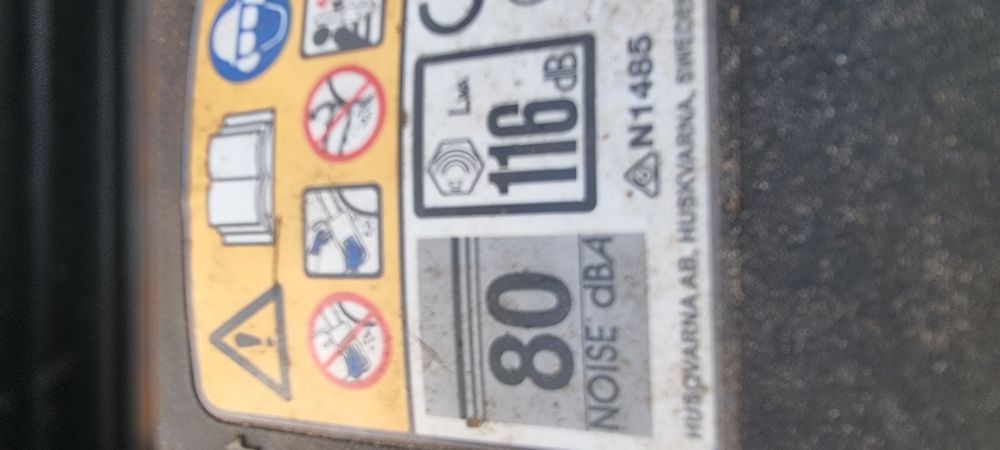 80
NOISE dBA
LWA
116 dB
N1485
HUSQVARNA AB, HUSKVARNA, SWEDEN